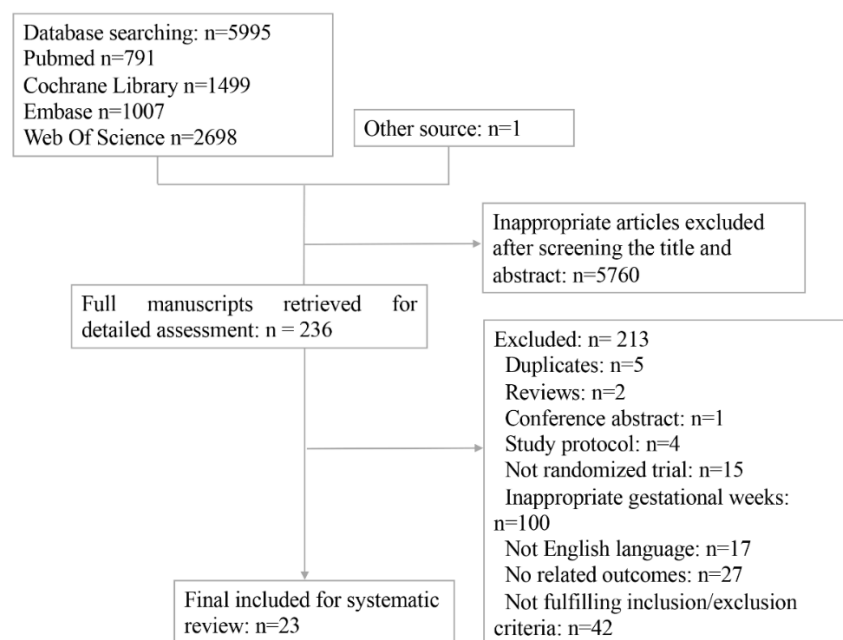 Database searching: n=5995
Pubmed n=791
Cochrane Library n=1499
Embase n=1007
Web Of Science n=2698
Other source: n=1
Inappropriate articles excluded
after screening the title and
abstract: n=5760
Full manuscripts retrieved for
detailed assessment: n = 236
Excluded: n= 213
Duplicates: n=5
Reviews: n=2
Conference abstract: n=1
Study protocol: n=4
Not randomized trial: n=15
Inappropriate gestational weeks:
n=100
Not English language: n=17
No related outcomes: n=27
Not fulfilling inclusion/exclusion
criteria: n=42
Final included for systematic
review: n=23